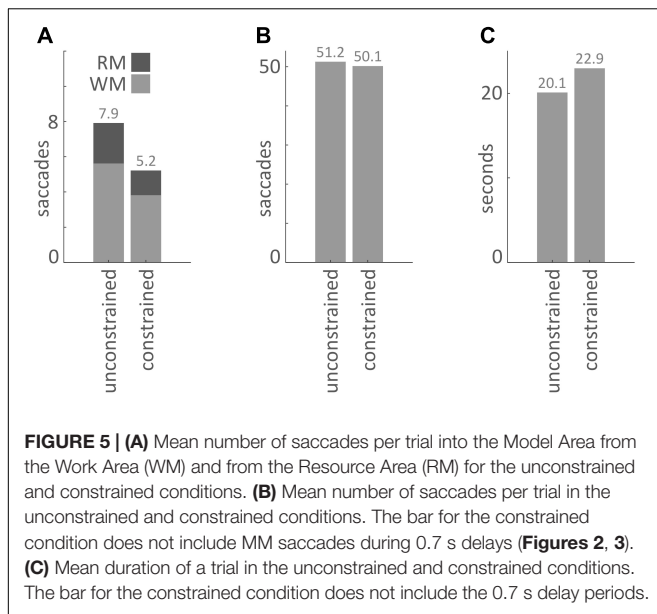 A
RM
WM
7.9
5.2
8
0
saccades
unconstrained
constrained
B
51.2
50.1
50
0
saccades
unconstrained
constrained
C
20.1
22.9
20
0
seconds
unconstrained
constrained
FIGURE 5 | (A) Mean number of saccades per trial into the Model Area from
the Work Area (WM) and from the Resource Area (RM) for the unconstrained
and constrained conditions. (B) Mean number of saccades per trial in the
unconstrained and constrained conditions. The bar for the constrained
condition does not include MM saccades during 0.7 s delays (Figures 2, 3).
(C) Mean duration of a trial in the unconstrained and constrained conditions.
The bar for the constrained condition does not include the 0.7 s delay periods.